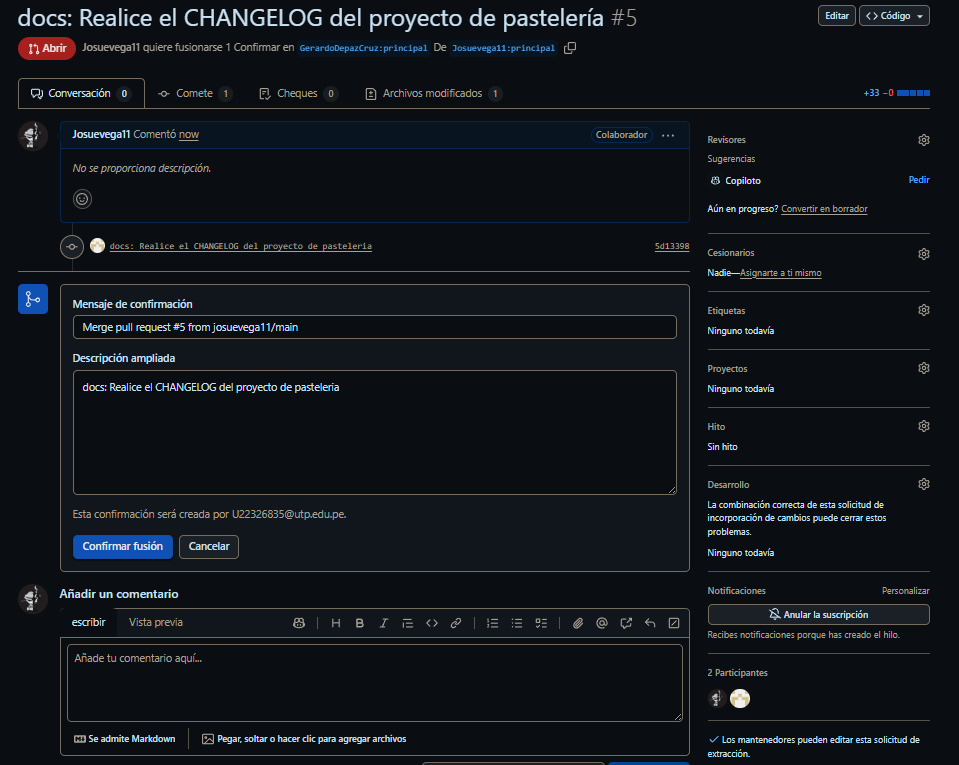 docs: Realice el CHANGELOG del proyecto de pastelería #5
Editar
<> Código
Abrir
Josuevega11 quiere fusionarse 1 Confirmar en GerardoDepazCruz:principal De Josuevega11:principal
Conversación 0
Comete 1
Cheques 0
Archivos modificados 1
+33 −0
Josuevega11 Comentó now
Colaborador
No se proporciona descripción.
docs: Realice el CHANGELOG del proyecto de pasteleria
5d13398
Mensaje de confirmación
Merge pull request #5 from josuevega11/main
Descripción ampliada
docs: Realice el CHANGELOG del proyecto de pasteleria
Esta confirmación será creada por U22326835@utp.edu.pe.
Confirmar fusión
Cancelar
Añadir un comentario
escribir
Vista previa
Añade tu comentario aquí...
Se admite Markdown
Pegar, soltar o hacer clic para agregar archivos
Revisores
Sugerencias
Copiloto
Pedir
Aún en progreso? Convertir en borrador
Cesionarios
Nadie—Asignarte a ti mismo
Etiquetas
Ninguno todavía
Proyectos
Ninguno todavía
Hito
Sin hito
Desarrollo
La combinación correcta de esta solicitud de
incorporación de cambios puede cerrar estos
problemas.
Ninguno todavía
Notificaciones
Personalizar
Anular la suscripción
Recibes notificaciones porque has creado el hilo.
2 Participantes
Los mantenedores pueden editar esta solicitud de
extracción.